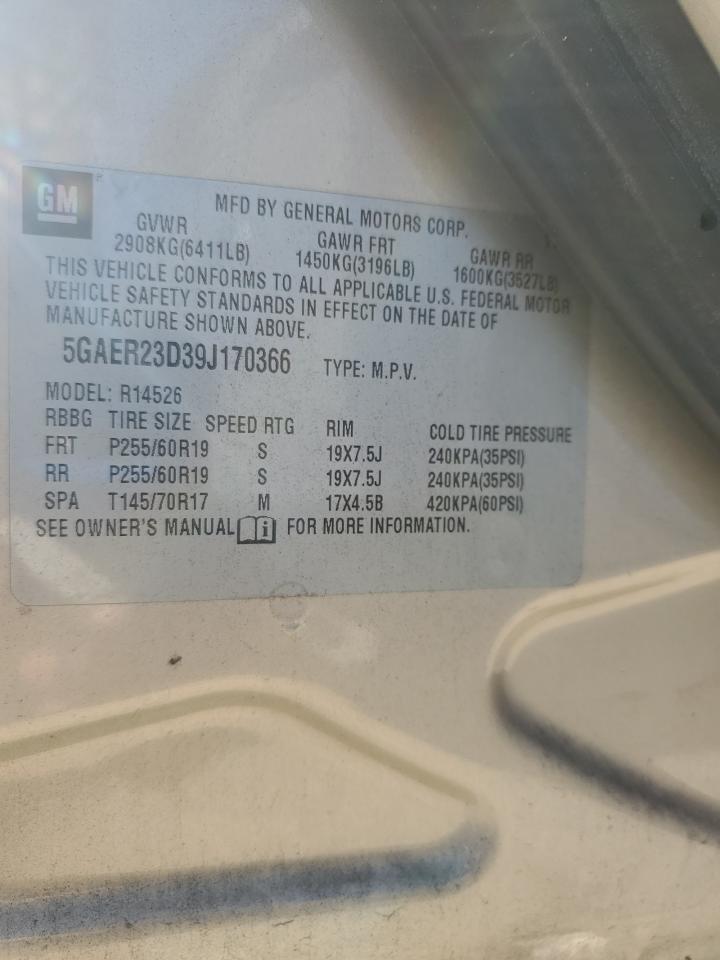 GM
MFD BY GENERAL MOTORS CORP.
GVWR GAWR FRT GAWR RR
2908KG(6411LB) 1450KG(3196LB) 1600KG(3527LB)
THIS VEHICLE CONFORMS TO ALL APPLICABLE U.S. FEDERAL MOTOR
VEHICLE SAFETY STANDARDS IN EFFECT ON THE DATE OF
MANUFACTURE SHOWN ABOVE.
5GAER23D39J170366 TYPE: M.P.V.
MODEL: R14526
RBBG TIRE SIZE SPEED RTG RIM COLD TIRE PRESSURE
FRT P255/60R19 S 19X7.5J 240KPA(35PSI)
RR P255/60R19 S 19X7.5J 240KPA(35PSI)
SPA T145/70R17 M 17X4.5B 420KPA(60PSI)
SEE OWNER'S MANUAL i FOR MORE INFORMATION.